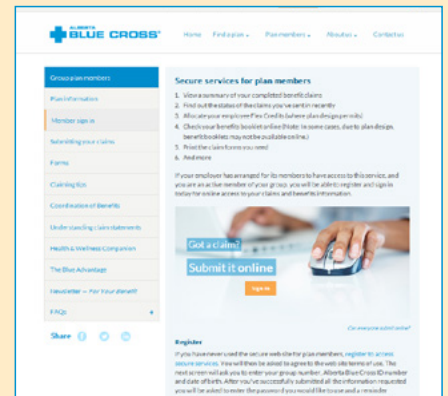 ALBERTA
BLUE CROSS®
Home Find a plan Plan members About us Contact us
Group plan members
Plan information
Member sign in
Submitting your claims
Forms
Claiming tips
Coordination of Benefits
Understanding claim statements
Health & Wellness Companion
The Blue Advantage
Newsletter — For Your Benefit
FAQs +
Share
Secure services for plan members
1. View a summary of your completed benefit claims
2. Find out the status of the claims you've sent in recently
3. Allocate your employee Flex Credits (where plan design permits)
4. Check your benefits booklet online (Note: In some cases, due to plan design,
benefit booklets may not be available online.)
5. Print the claim forms you need
6. And more
If your employer has arranged for its members to have access to this service, and
you are an active member of your group, you will be able to register and sign in
today for online access to your claims and benefits information.
Got a claim?
Submit it online
Sign in
Can everyone submit online?
Register
If you have never used the secure web site for plan members, register to access
secure services. You will then be asked to agree to the web site terms of use. The
next screen will ask you to enter your group number, Alberta Blue Cross ID number
and date of birth. After you've successfully submitted all the information requested
you will be asked to enter the password you would like to use and a reminder